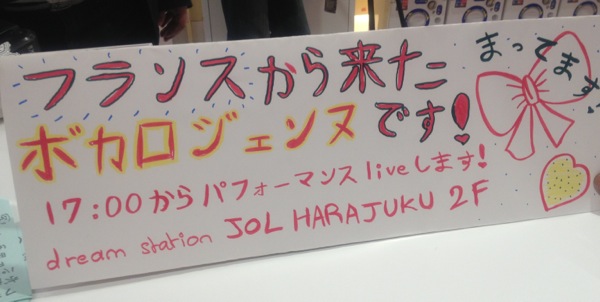 フランスから来た
まってます
ボカロジェンヌです!
17:00からパフォーマンスliveします!
dream station JOL HARAJUKU 2F